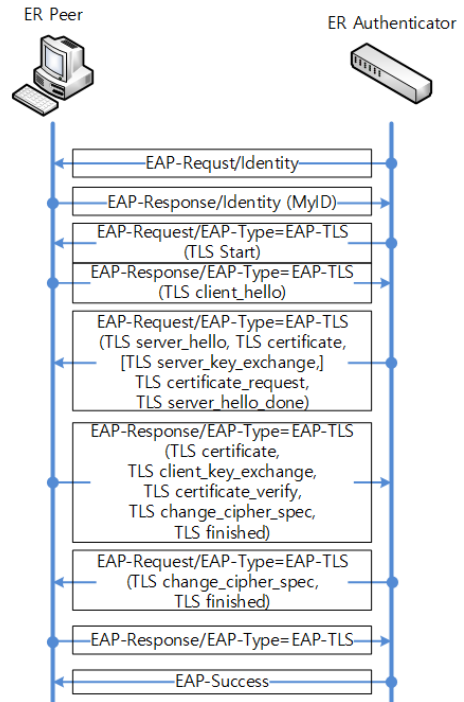 ER Peer
ER Authenticator
EAP-Requst/Identity
EAP-Response/Identity (MyID)
EAP-Request/EAP-Type=EAP-TLS
(TLS Start)
EAP-Response/EAP-Type=EAP-TLS
(TLS client_hello)
EAP-Request/EAP-Type=EAP-TLS
(TLS server_hello, TLS certificate,
[TLS server_key_exchange,]
TLS certificate_request,
TLS server_hello_done)
EAP-Response/EAP-Type=EAP-TLS
(TLS certificate,
TLS client_key_exchange,
TLS certificate_verify,
TLS change_cipher_spec,
TLS finished)
EAP-Request/EAP-Type=EAP-TLS
(TLS change_cipher_spec,
TLS finished)
EAP-Response/EAP-Type=EAP-TLS
EAP-Success